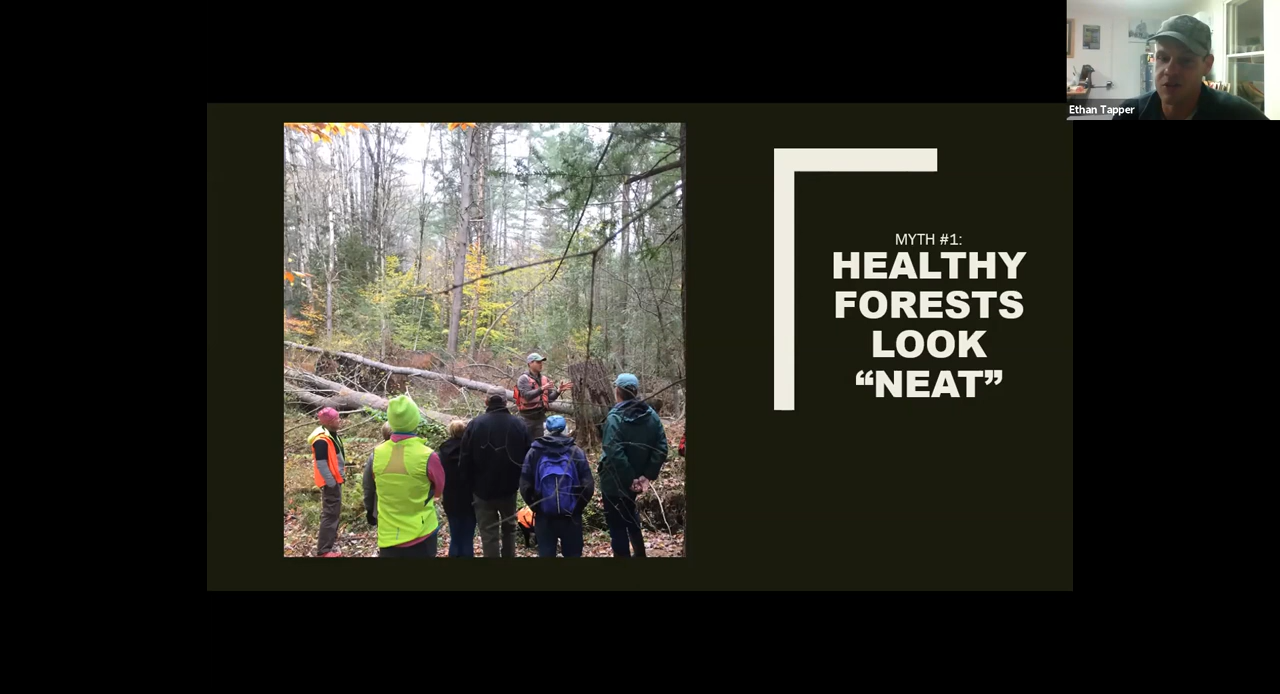 Ethan Tapper
MYTH #1:
HEALTHY
FORESTS
LOOK
“NEAT”